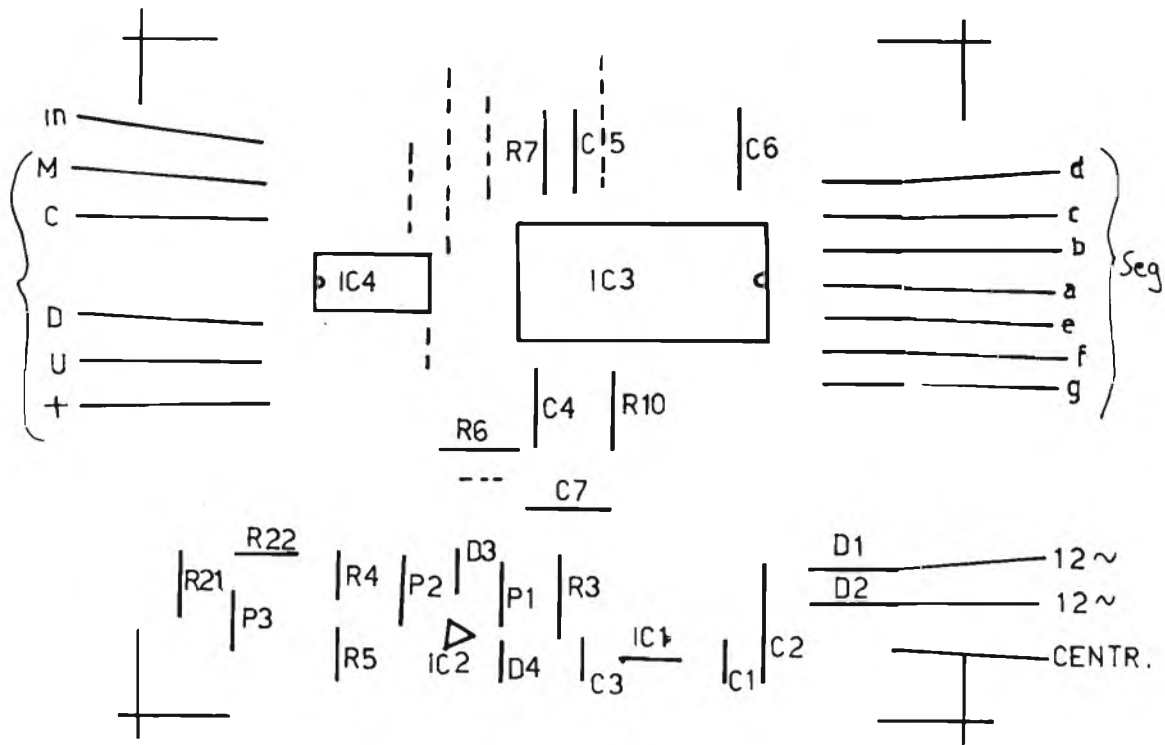 in
M
C
D
U
+
R7
C5
C6
IC4
IC3
d
c
b
a
e
f
g
Seg
R6
C4
R10
C7
R22
R21
P3
R4
R5
P2
D3
IC2
P1
D4
R3
C3
IC1
C1
C2
D1
D2
12~
12~
CENTR.